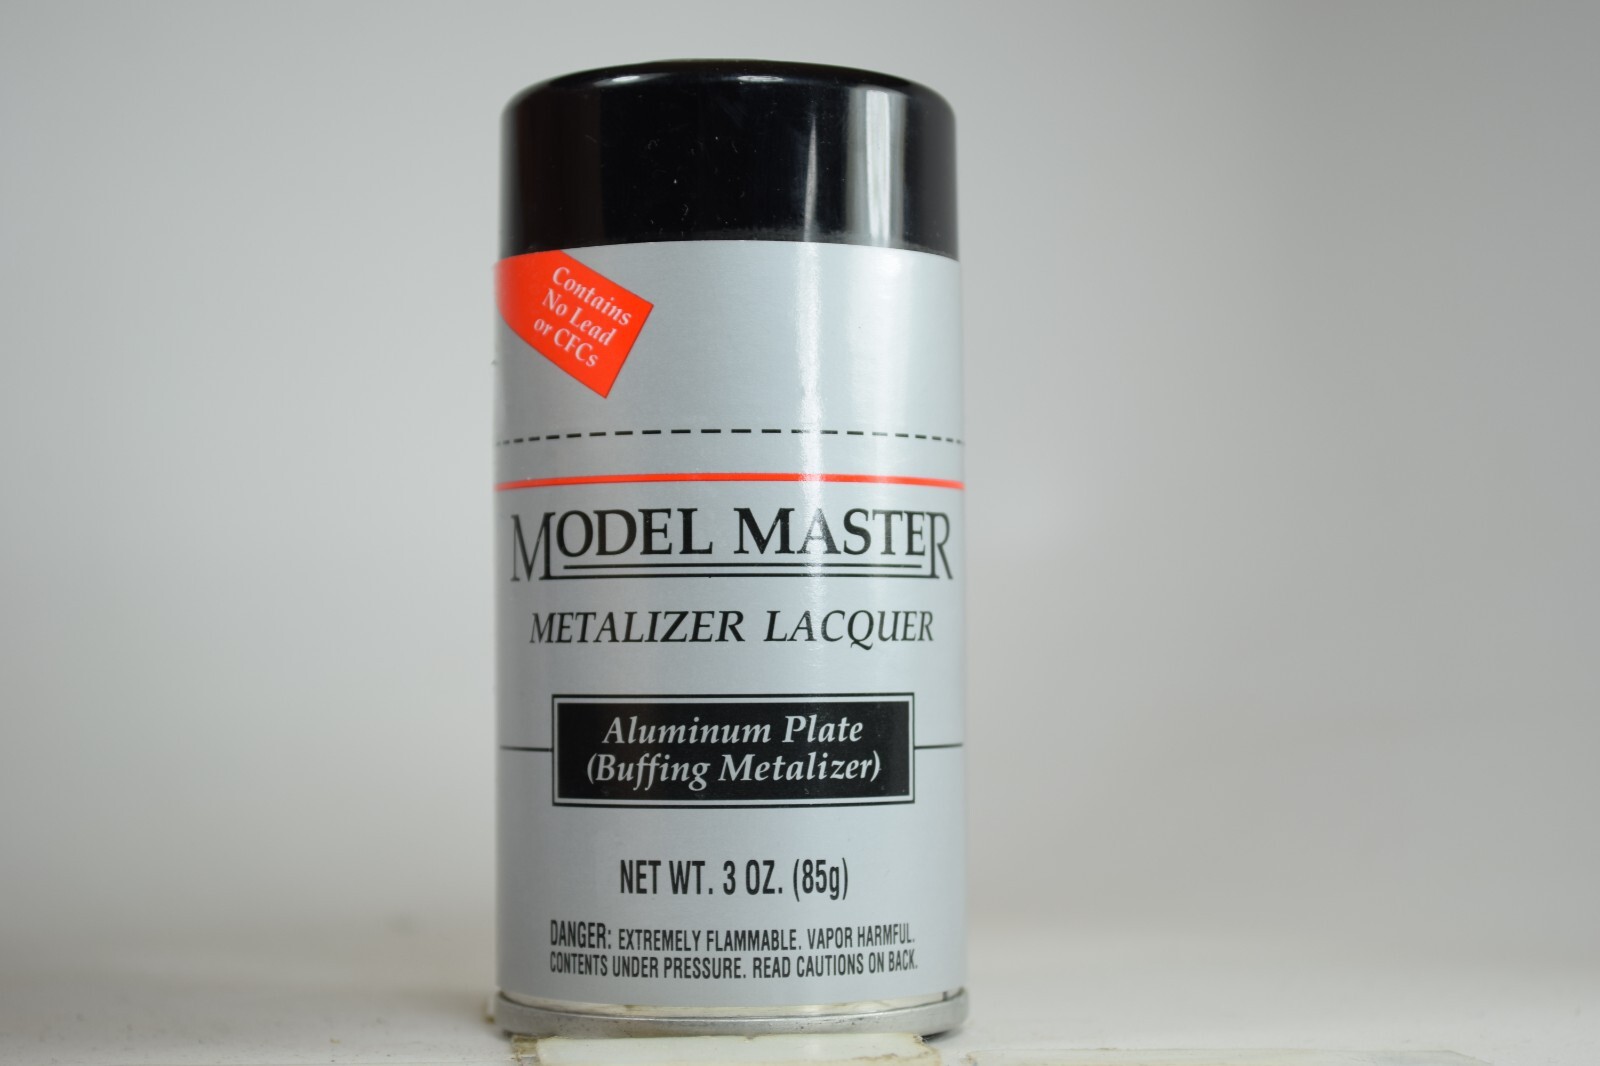 Contains
No Lead
or CFCs
MODEL MASTER
METALIZER LACQUER
Aluminum Plate
(Buffing Metalizer)
NET WT. 3 OZ. (85g)
DANGER: EXTREMELY FLAMMABLE. VAPOR HARMFUL.
CONTENTS UNDER PRESSURE. READ CAUTIONS ON BACK.